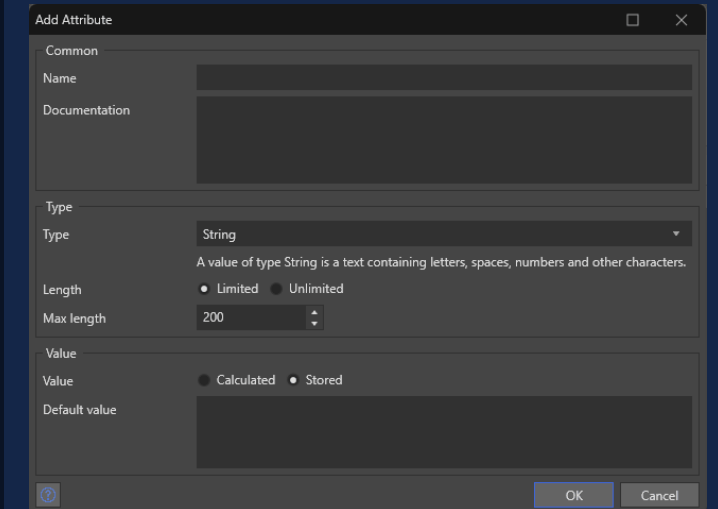 Add Attribute
Common
Name
Documentation
Type
Type String
A value of type String is a text containing letters, spaces, numbers and other characters.
Length Limited Unlimited
Max length 200
Value
Value Calculated Stored
Default value
? OK Cancel